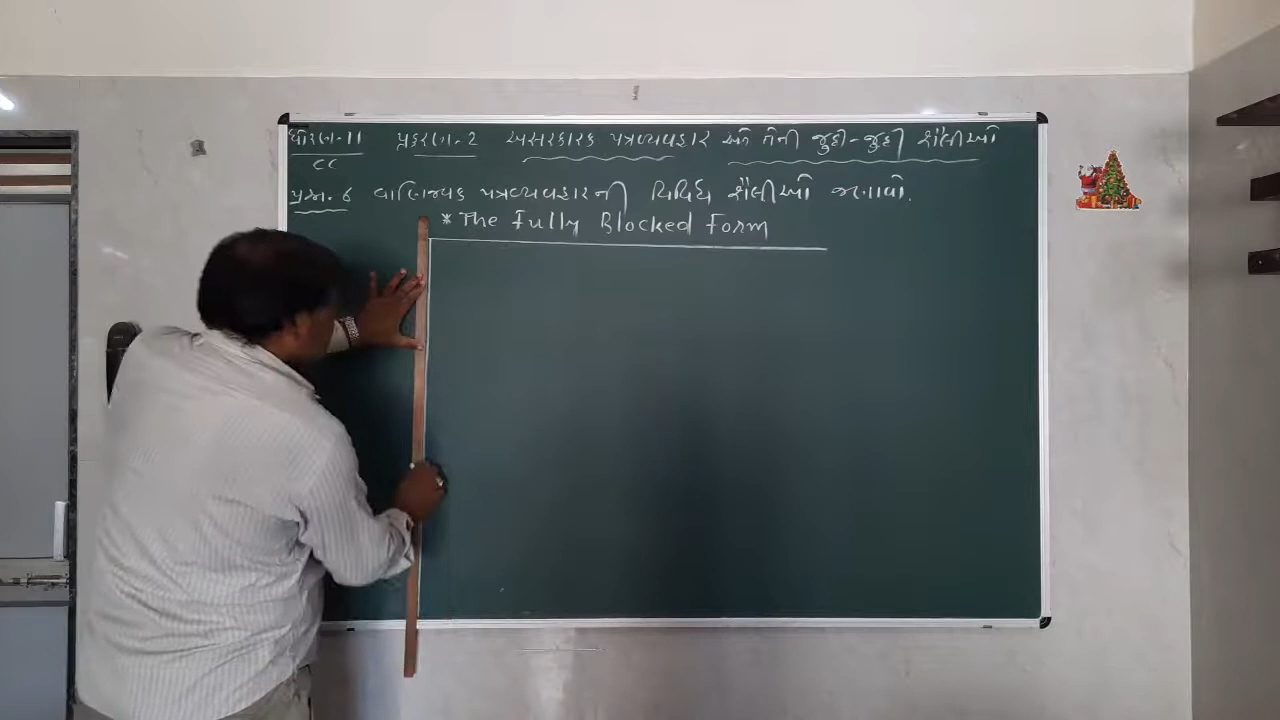 ધોરણ-11 પ્રકરણ-2 અસરકારક પત્રવ્યવહાર અને તેની જુદી-જુદી શૈલીઓ
CC
પ્રશ્ન. 6 વાણિજ્યક પત્રવ્યવહારની વિવિધ શૈલીઓ જણાવો.
* The Fully Blocked Form